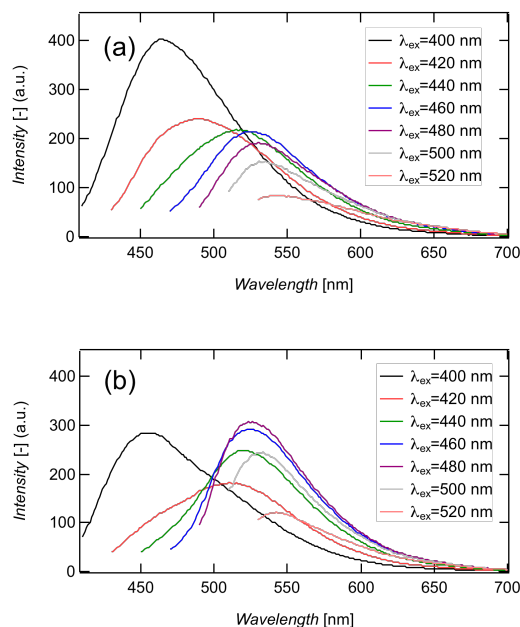 (a)
400
300
200
100
0
Intensity [-] (a.u.)
λex=400 nm
λex=420 nm
λex=440 nm
λex=460 nm
λex=480 nm
λex=500 nm
λex=520 nm
450 500 550 600 650 700
Wavelength [nm]
(b)
400
300
200
100
0
Intensity [-] (a.u.)
λex=400 nm
λex=420 nm
λex=440 nm
λex=460 nm
λex=480 nm
λex=500 nm
λex=520 nm
450 500 550 600 650 700
Wavelength [nm]